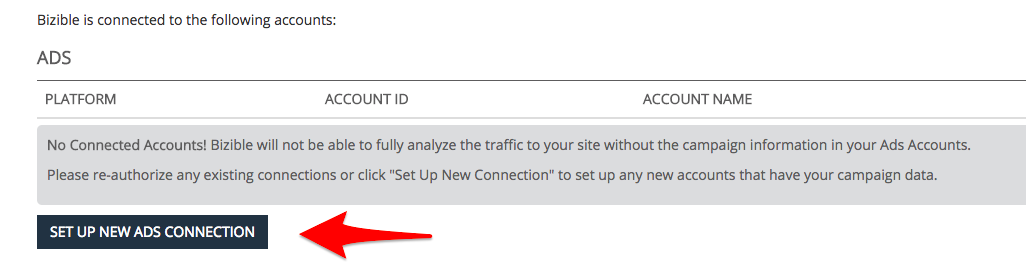 Bizible is connected to the following accounts:
ADS
PLATFORM ACCOUNT ID ACCOUNT NAME
No Connected Accounts! Bizible will not be able to fully analyze the traffic to your site without the campaign information in your Ads Accounts.
Please re-authorize any existing connections or click "Set Up New Connection" to set up any new accounts that have your campaign data.
SET UP NEW ADS CONNECTION